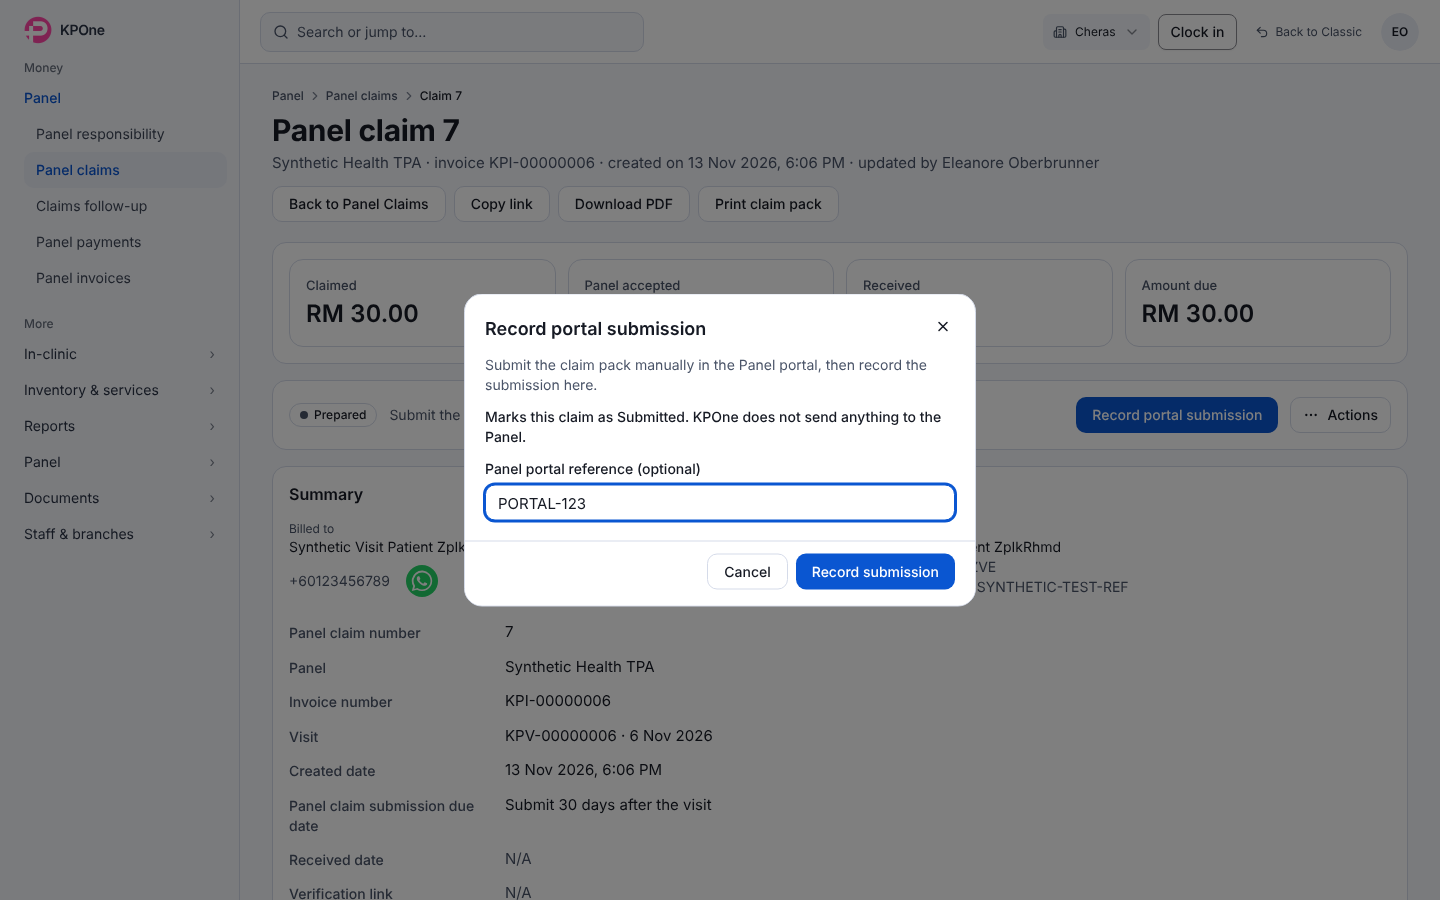 KPOne
Search or jump to...
Cheras
Clock in
Back to Classic
EO
Money
Panel
Panel responsibility
Panel claims
Claims follow-up
Panel payments
Panel invoices
More
In-clinic
Inventory & services
Reports
Panel
Documents
Staff & branches
Panel
Panel claims
Claim 7
Panel claim 7
Synthetic Health TPA · invoice KPI-00000006 · created on 13 Nov 2026, 6:06 PM · updated by Eleanore Oberbrunner
Back to Panel Claims
Copy link
Download PDF
Print claim pack
Claimed
RM 30.00
Panel accepted
Received
Amount due
RM 30.00
Prepared
Submit the
Record portal submission
Actions
Record portal submission
Submit the claim pack manually in the Panel portal, then record the
submission here.
Marks this claim as Submitted. KPOne does not send anything to the
Panel.
Panel portal reference (optional)
PORTAL-123
Cancel
Record submission
Summary
Billed to
Synthetic Visit Patient Zplk
+60123456789
ZplkRhmd
SYNTHETIC-TEST-REF
Panel claim number
7
Panel
Synthetic Health TPA
Invoice number
KPI-00000006
Visit
KPV-00000006 · 6 Nov 2026
Created date
13 Nov 2026, 6:06 PM
Panel claim submission due
date
Submit 30 days after the visit
Received date
N/A
Verification link
N/A